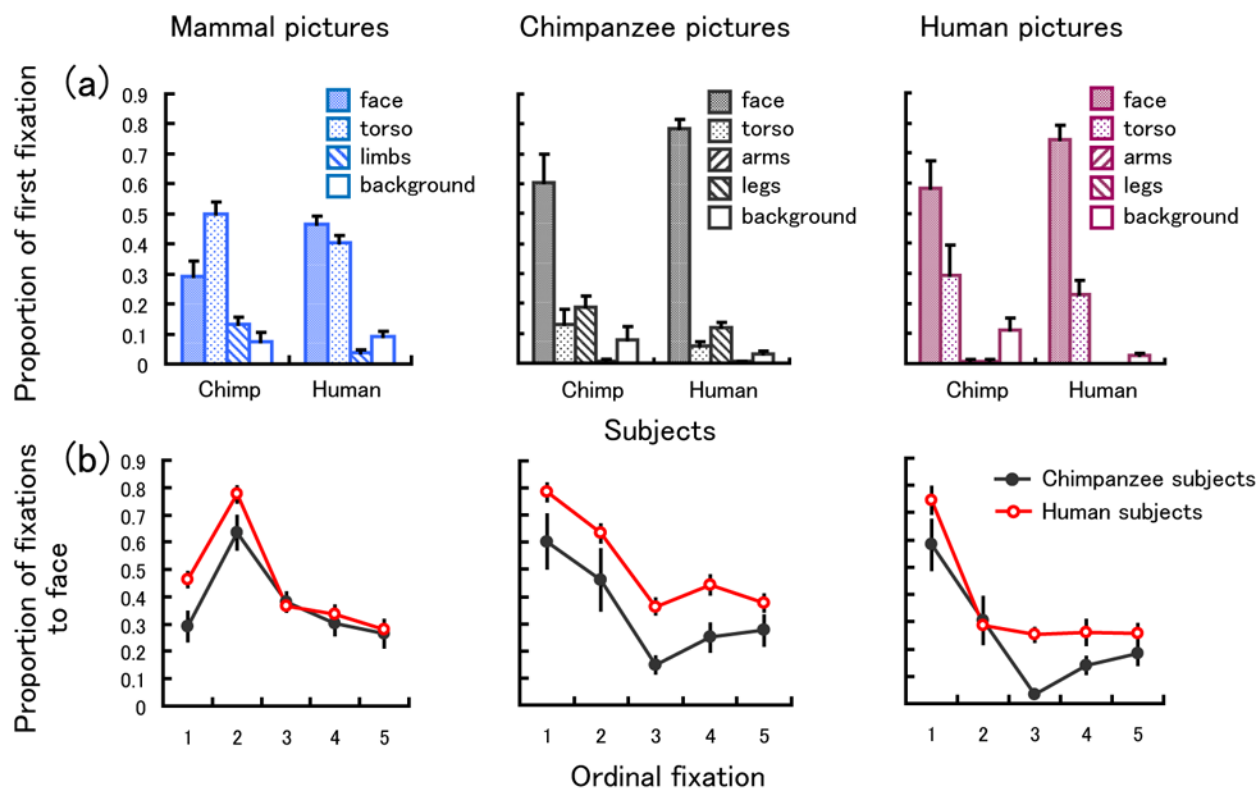 Mammal pictures
Chimpanzee pictures
Human pictures
(a)
Proportion of first fixation
0.9
0.8
0.7
0.6
0.5
0.4
0.3
0.2
0.1
0
face
torso
limbs
background
Chimp
Human
face
torso
arms
legs
background
Chimp
Human
face
torso
arms
legs
background
Chimp
Human
Subjects
(b)
Proportion of fixations
to face
0.9
0.8
0.7
0.6
0.5
0.4
0.3
0.2
0.1
0
1 2 3 4 5
1 2 3 4 5
Chimpanzee subjects
Human subjects
1 2 3 4 5
Ordinal fixation